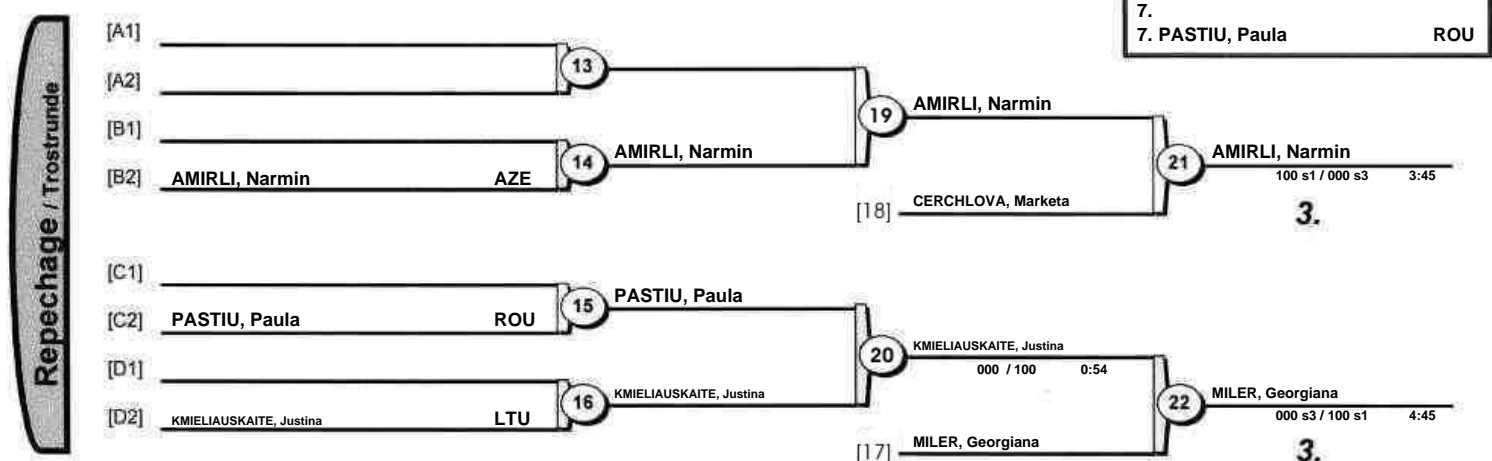 7.
7. PASTIU, Paula ROU
Repechage / Trostrunde
[A1]
13
[A2]
[B1]
19 AMIRLI, Narmin
14 AMIRLI, Narmin
21 AMIRLI, Narmin
100 s1 / 000 s3 3:45
[B2] AMIRLI, Narmin AZE
[18] CERCHLOVA, Marketa
3.
[C1]
15 PASTIU, Paula
[C2] PASTIU, Paula ROU
20 KMIELIAUSKAITE, Justina
000 / 100 0:54
[D1]
16 KMIELIAUSKAITE, Justina
22 MILER, Georgiana
000 s3 / 100 s1 4:45
[D2] KMIELIAUSKAITE, Justina LTU
[17] MILER, Georgiana
3.